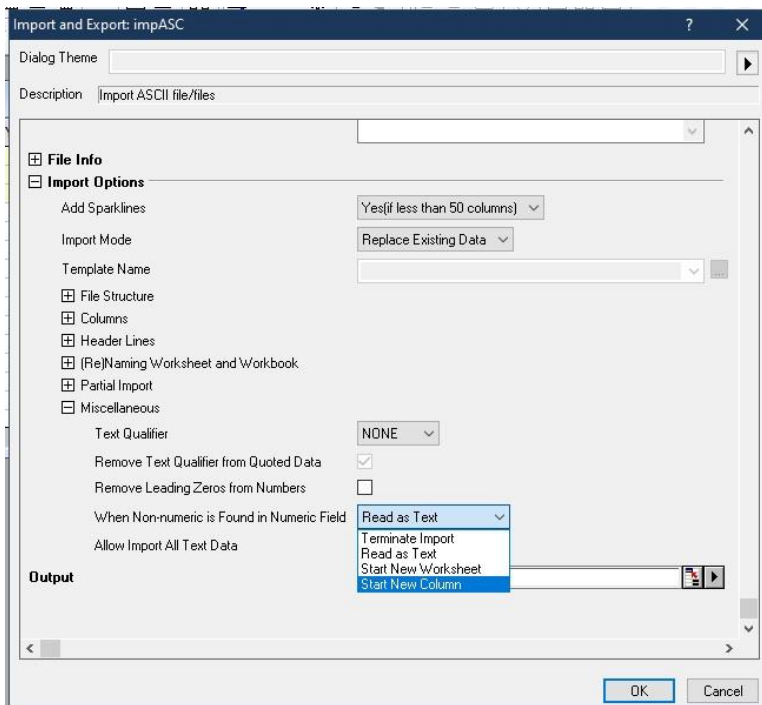 Import and Export: impASC ? X
Dialog Theme
Description Import ASCII file/files
File Info
Import Options
Add Sparklines Yes(if less than 50 columns)
Import Mode Replace Existing Data
Template Name ...
File Structure
Columns
Header Lines
(Re)Naming Worksheet and Workbook
Partial Import
Miscellaneous
Text Qualifier NONE
Remove Text Qualifier from Quoted Data
Remove Leading Zeros from Numbers
When Non-numeric is Found in Numeric Field Read as Text
Allow Import All Text Data Terminate Import
Read as Text
Start New Worksheet
Output Start New Column
OK Cancel